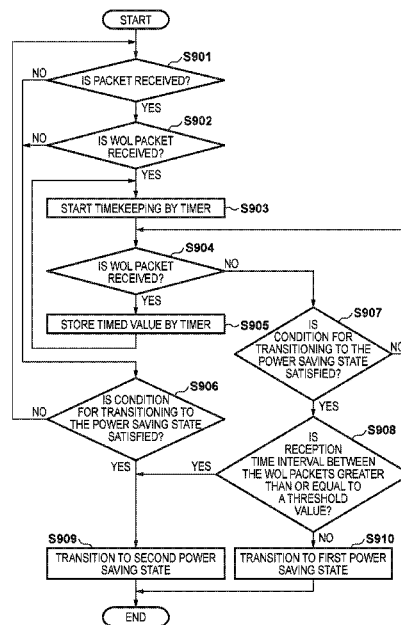 START
S901
IS PACKET RECEIVED?
NO
YES
S902
IS WOL PACKET
RECEIVED?
NO
YES
START TIMEKEEPING BY TIMER
S903
S904
IS WOL PACKET
RECEIVED?
NO
YES
STORE TIMED VALUE BY TIMER
S905
S907
IS
CONDITION FOR
TRANSITIONING TO THE
POWER SAVING STATE
SATISFIED?
NO
YES
S906
IS CONDITION
FOR TRANSITIONING TO
THE POWER SAVING STATE
SATISFIED?
NO
YES
S908
IS
RECEPTION
TIME INTERVAL BETWEEN
THE WOL PACKETS GREATER
THAN OR EQUAL TO
A THRESHOLD
VALUE?
YES
NO
S909
TRANSITION TO SECOND POWER
SAVING STATE
S910
TRANSITION TO FIRST POWER
SAVING STATE
END